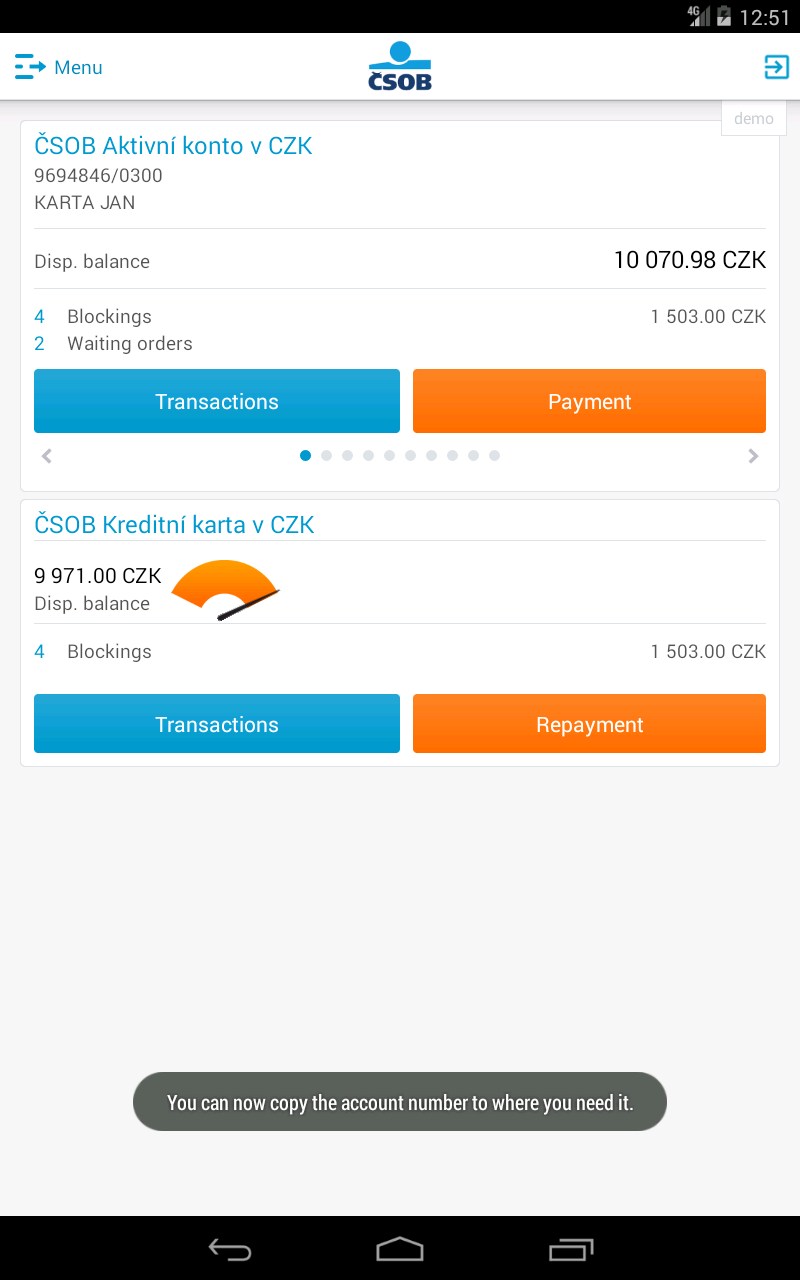 4G 12:51
Menu
ČSOB
demo
ČSOB Aktivní konto v CZK
9694846/0300
KARTA JAN
Disp. balance 10 070.98 CZK
4 Blockings 1 503.00 CZK
2 Waiting orders
Transactions Payment
ČSOB Kreditní karta v CZK
9 971.00 CZK
Disp. balance
4 Blockings 1 503.00 CZK
Transactions Repayment
You can now copy the account number to where you need it.